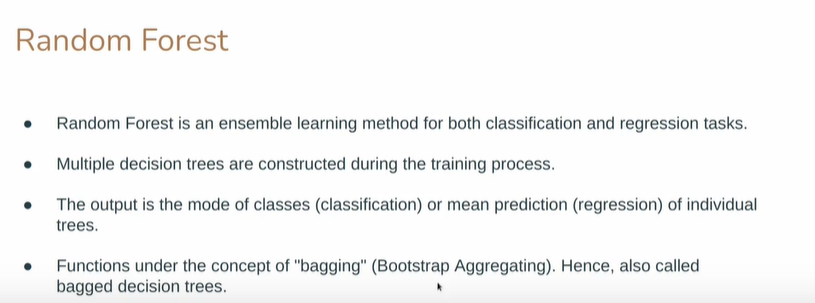 Random Forest
● Random Forest is an ensemble learning method for both classification and regression tasks.
● Multiple decision trees are constructed during the training process.
● The output is the mode of classes (classification) or mean prediction (regression) of individual
trees.
● Functions under the concept of "bagging" (Bootstrap Aggregating). Hence, also called
bagged decision trees.